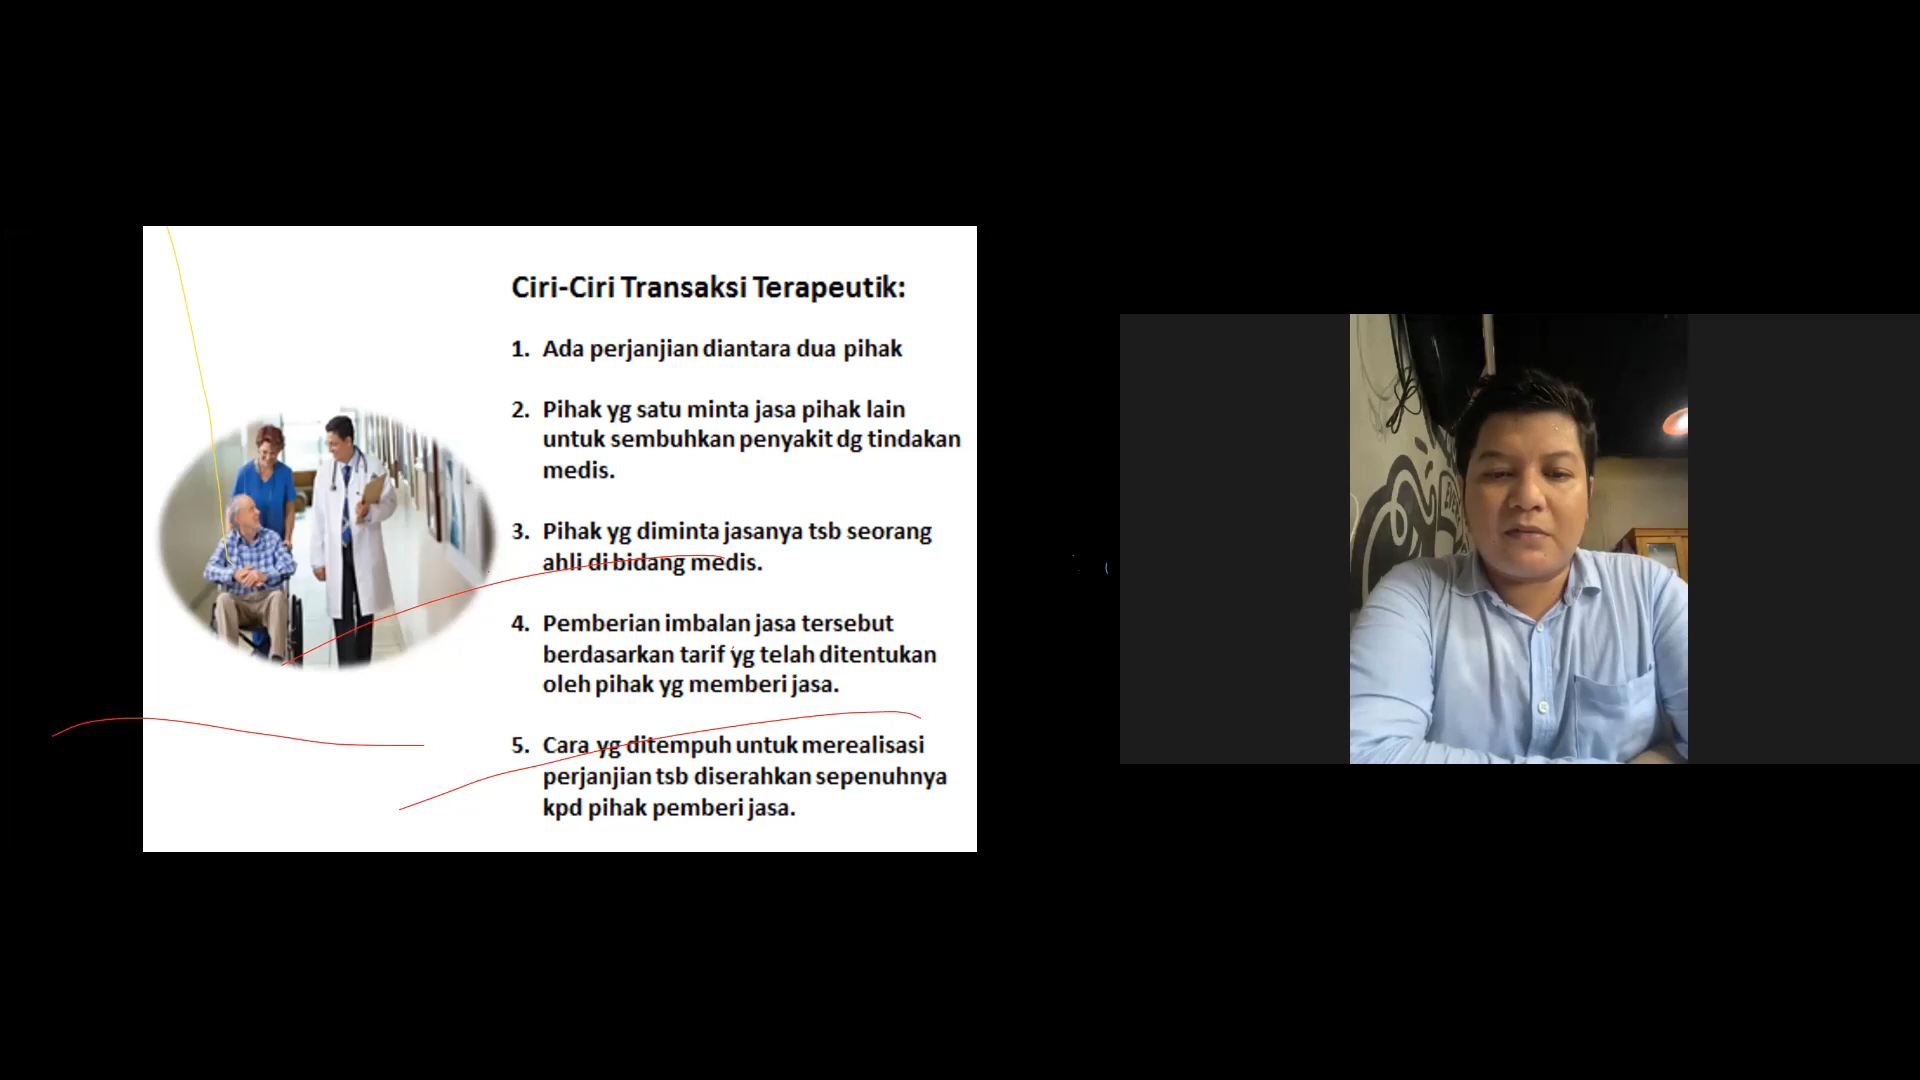 Ciri-Ciri Transaksi Terapeutik:
1. Ada perjanjian diantara dua pihak
2. Pihak yg satu minta jasa pihak lain
untuk sembuhkan penyakit dg tindakan
medis.
3. Pihak yg diminta jasanya tsb seorang
ahli di bidang medis.
4. Pemberian imbalan jasa tersebut
berdasarkan tarif yg telah ditentukan
oleh pihak yg memberi jasa.
5. Cara yg ditempuh untuk merealisasi
perjanjian tsb diserahkan sepenuhnya
kpd pihak pemberi jasa.